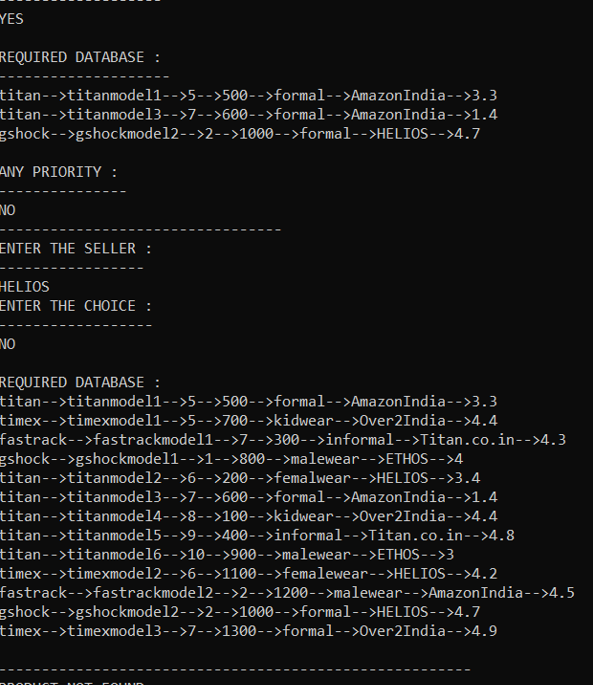 --------------------
YES
REQUIRED DATABASE :
--------------------
titan-->titanmodel1-->5-->500-->formal-->AmazonIndia-->3.3
titan-->titanmodel3-->7-->600-->formal-->AmazonIndia-->1.4
gshock-->gshockmodel2-->2-->1000-->formal-->HELIOS-->4.7
ANY PRIORITY :
---------------
NO
---------------------------------
ENTER THE SELLER :
-----------------
HELIOS
ENTER THE CHOICE :
------------------
NO
REQUIRED DATABASE :
titan-->titanmodel1-->5-->500-->formal-->AmazonIndia-->3.3
timex-->timexmodel1-->5-->700-->kidwear-->Over2India-->4.4
fastrack-->fastrackmodel1-->7-->300-->informal-->Titan.co.in-->4.3
gshock-->gshockmodel1-->1-->800-->malewear-->ETHOS-->4
titan-->titanmodel2-->6-->200-->femalwear-->HELIOS-->3.4
titan-->titanmodel3-->7-->600-->formal-->AmazonIndia-->1.4
titan-->titanmodel4-->8-->100-->kidwear-->Over2India-->4.4
titan-->titanmodel5-->9-->400-->informal-->Titan.co.in-->4.8
titan-->titanmodel6-->10-->900-->malewear-->ETHOS-->3
timex-->timexmodel2-->6-->1100-->femalewear-->HELIOS-->4.2
fastrack-->fastrackmodel2-->2-->1200-->malewear-->AmazonIndia-->4.5
gshock-->gshockmodel2-->2-->1000-->formal-->HELIOS-->4.7
timex-->timexmodel3-->7-->1300-->formal-->Over2India-->4.9
-------------------------------------------------------
PRODUCT NOT FOUND